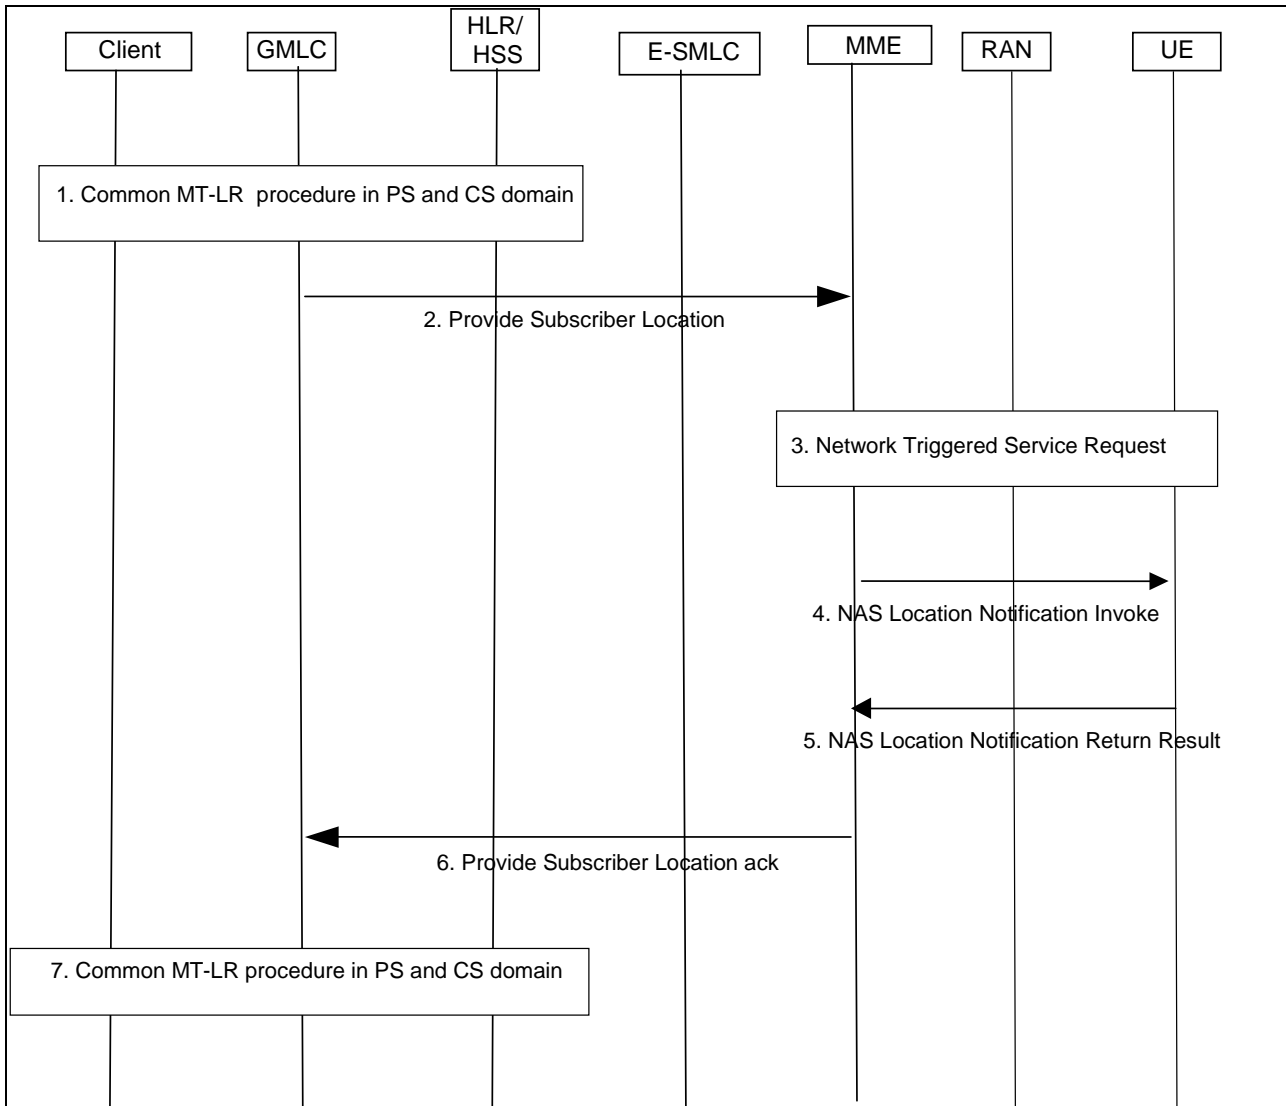 Client
GMLC
HLR/
HSS
E-SMLC
MME
RAN
UE
1. Common MT-LR procedure in PS and CS domain
2. Provide Subscriber Location
3. Network Triggered Service Request
4. NAS Location Notification Invoke
5. NAS Location Notification Return Result
6. Provide Subscriber Location ack
7. Common MT-LR procedure in PS and CS domain